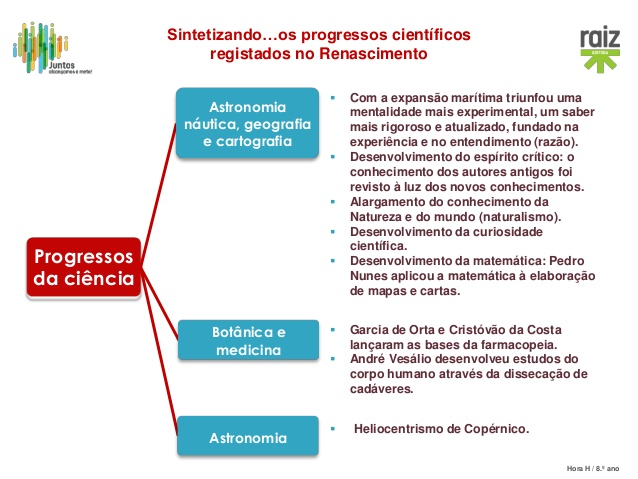 Sintetizando…os progressos científicos
registados no Renascimento
Juntos
alcançamos a meta!
raiz
EDITORA
Progressos
da ciência
Astronomia
náutica, geografia
e cartografia
▪ Com a expansão marítima triunfou uma
mentalidade mais experimental, um saber
mais rigoroso e atualizado, fundado na
experiência e no entendimento (razão).
▪ Desenvolvimento do espírito crítico: o
conhecimento dos autores antigos foi
revisto à luz dos novos conhecimentos.
▪ Alargamento do conhecimento da
Natureza e do mundo (naturalismo).
▪ Desenvolvimento da curiosidade
científica.
▪ Desenvolvimento da matemática: Pedro
Nunes aplicou a matemática à elaboração
de mapas e cartas.
Botânica e
medicina
▪ Garcia de Orta e Cristóvão da Costa
lançaram as bases da farmacopeia.
▪ André Vesálio desenvolveu estudos do
corpo humano através da dissecação de
cadáveres.
Astronomia
▪ Heliocentrismo de Copérnico.
Hora H / 8.º ano